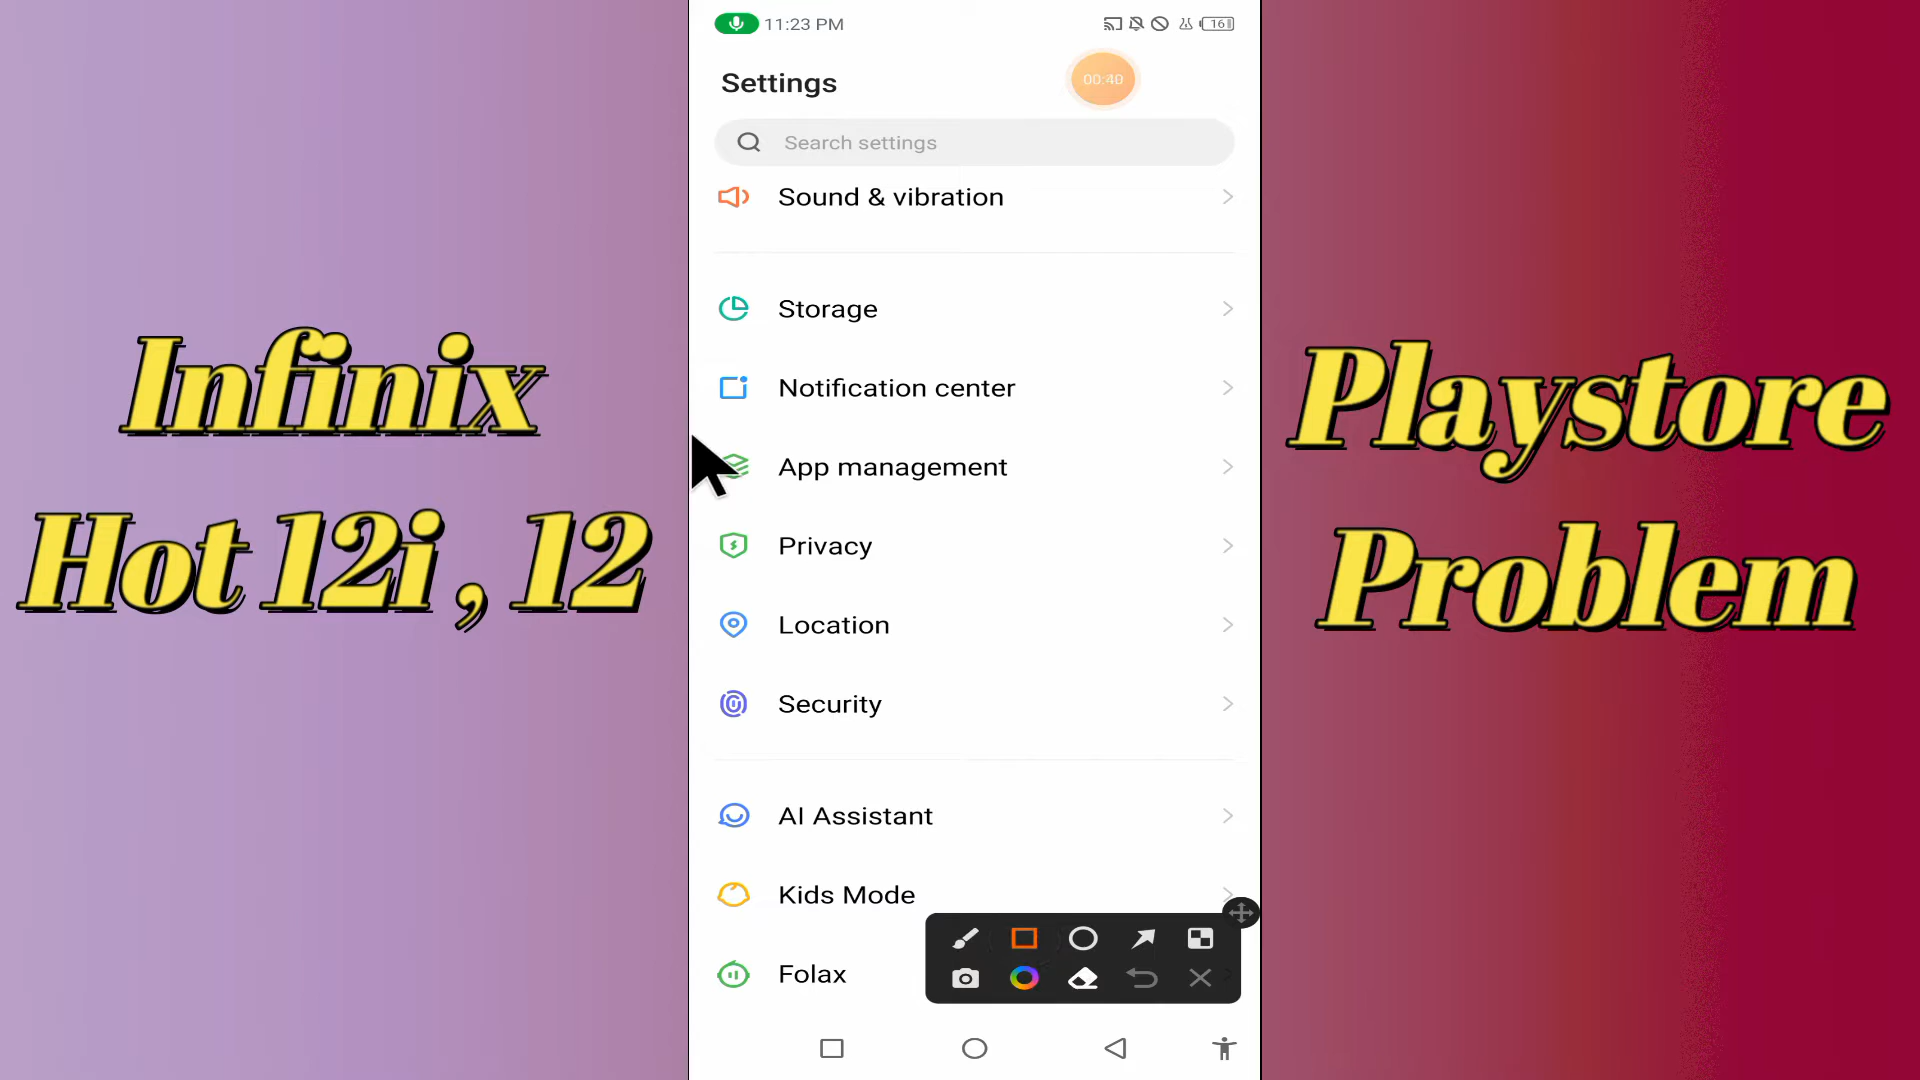 11:23 PM
16
Settings
00:40
Search settings
Sound & vibration
Storage
Notification center
App management
Privacy
Location
Security
AI Assistant
Kids Mode
Folax
Infinix
Hot 12i , 12
Playstore
Problem